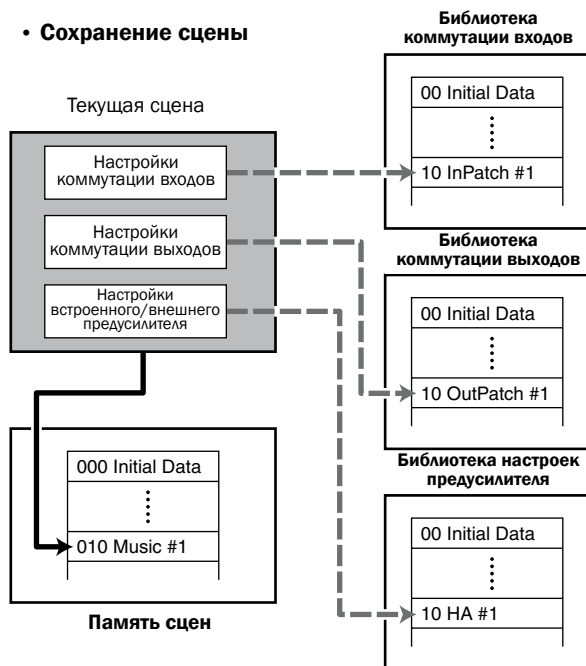 • Сохранение сцены
Текущая сцена
Настройки
коммутации входов
Настройки
коммутации выходов
Настройки
встроенного/внешнего
предусилителя
000 Initial Data
010 Music #1
Память сцен
Библиотека
коммутации входов
00 Initial Data
10 InPatch #1
Библиотека
коммутации выходов
00 Initial Data
10 OutPatch #1
Библиотека настроек
предусилителя
00 Initial Data
10 HA #1